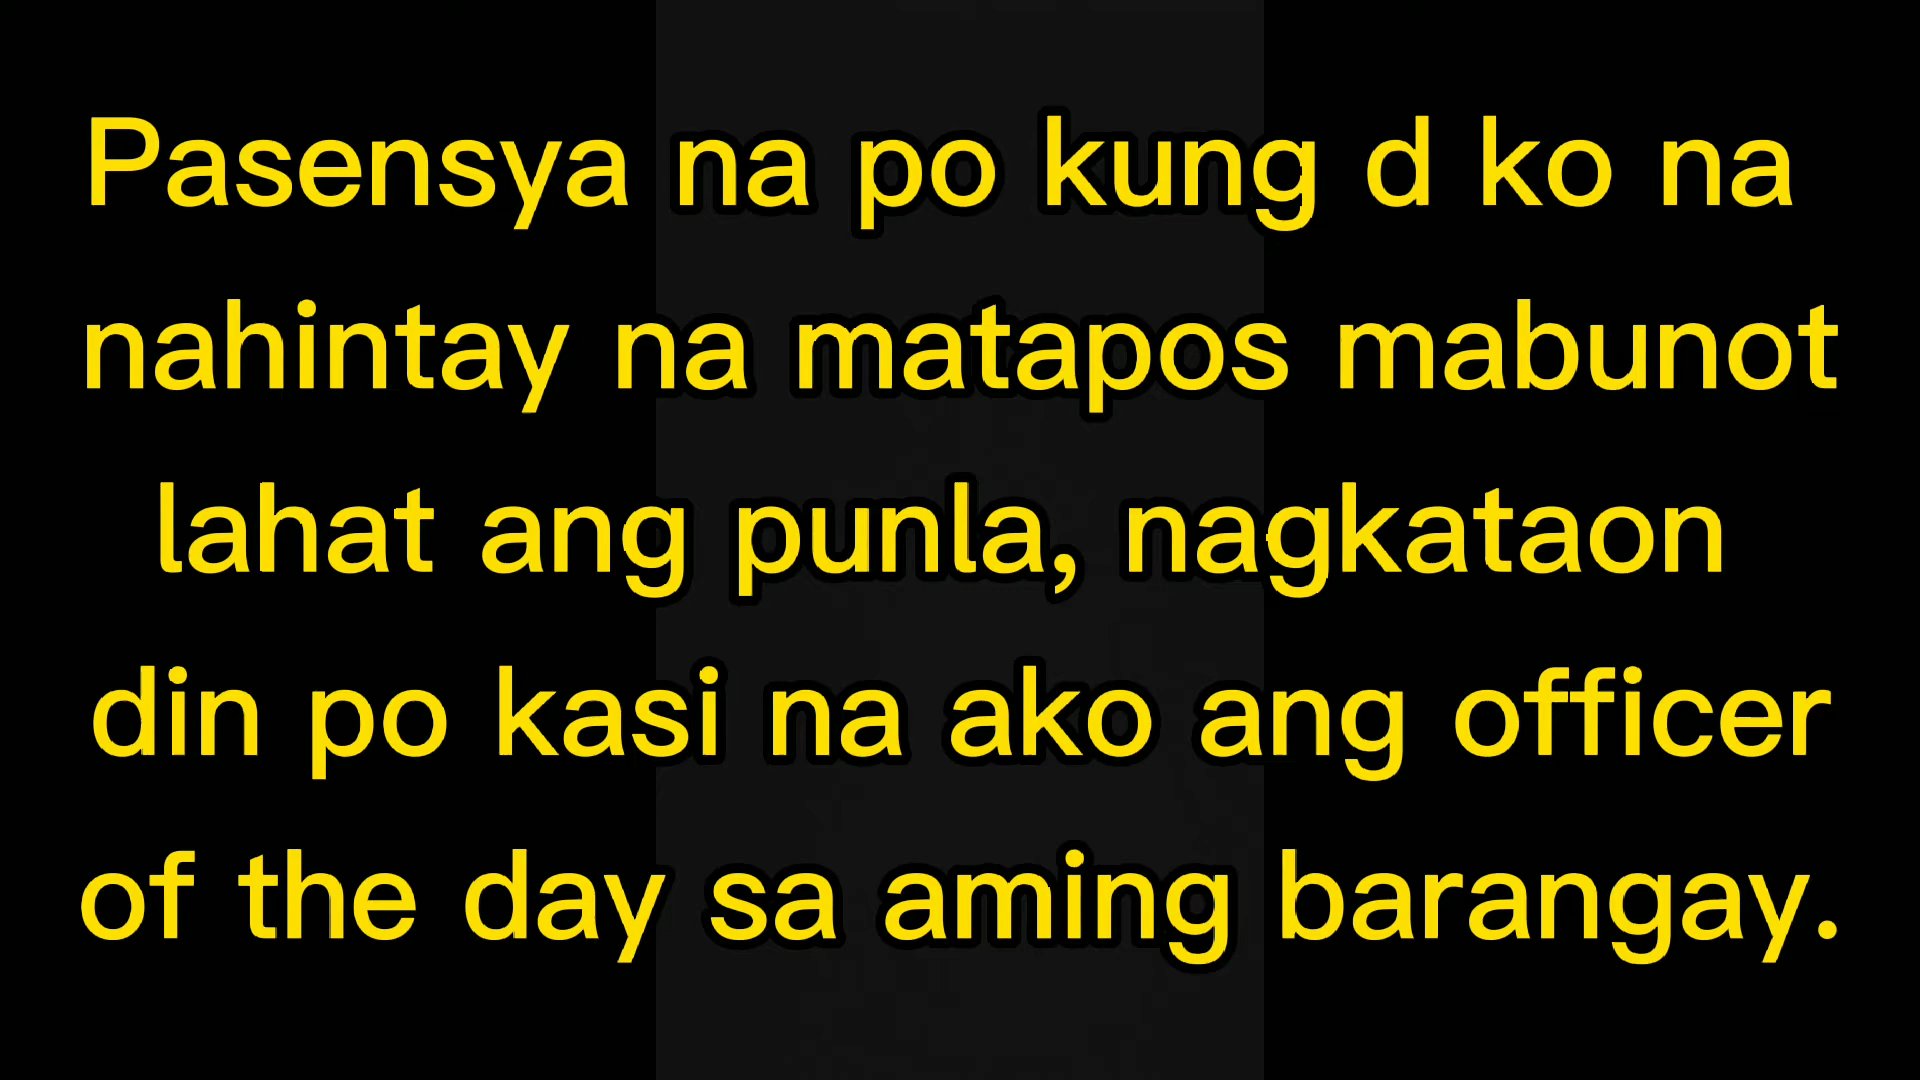 Pasensya na po kung d ko na
nahintay na matapos mabunot
lahat ang punla, nagkataon
din po kasi na ako ang officer
of the day sa aming barangay.